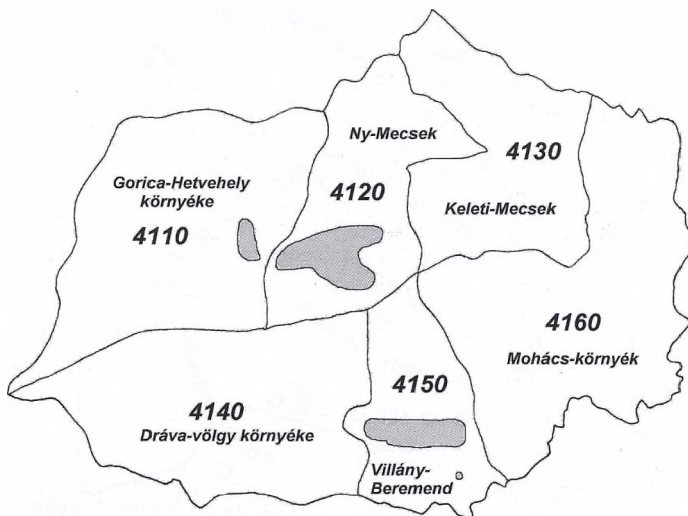 Ny-Mecsek
4130
Gorica-Hetvehely
környéke
4120
Keleti-Mecsek
4110
4160
Mohács-környék
4150
4140
Dráva-völgy környéke
Villány-
Beremend